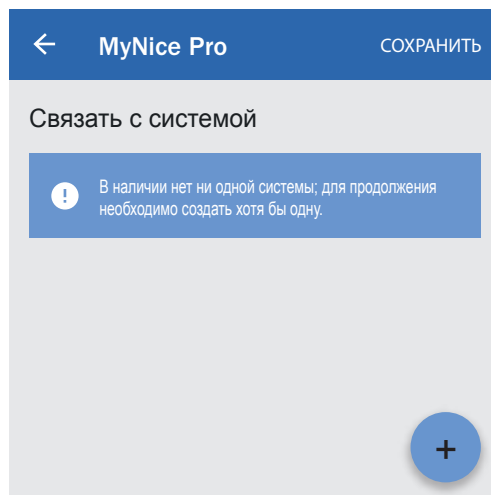 MyNice Pro СОХРАНИТЬ
Связать с системой
В наличии нет ни одной системы; для продолжения
необходимо создать хотя бы одну.